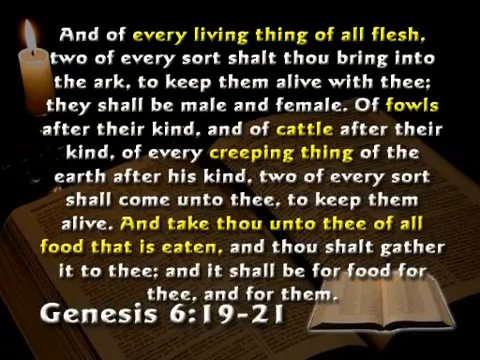 And of every living thing of all flesh,
two of every sort shalt thou bring into
the ark, to keep them alive with thee;
they shall be male and female. Of fowls
after their kind, and of cattle after their
kind, of every creeping thing of the
earth after his kind, two of every sort
shall come unto thee, to keep them
alive. And take thou unto thee of all
food that is eaten, and thou shalt gather
it to thee; and it shall be for food for
thee, and for them.
Genesis 6:19-21